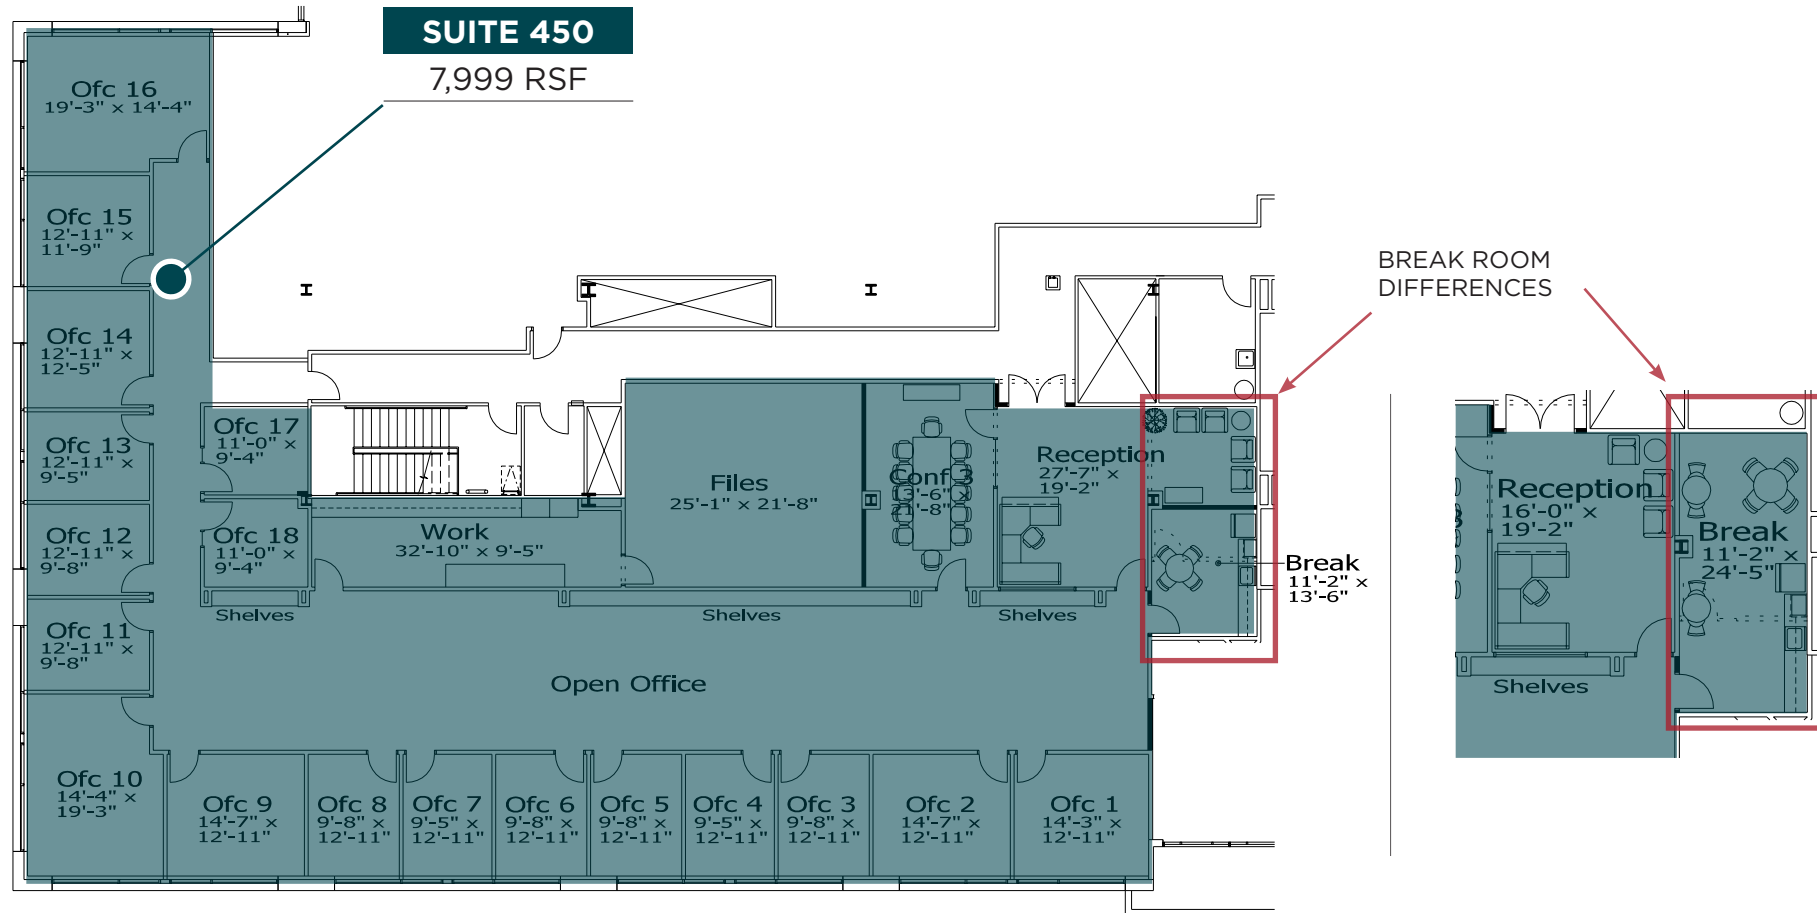 SUITE 450
7,999 RSF
Ofc 16
19'-3" x 14'-4"
Ofc 15
12'-11" x
11'-9"
Ofc 14
12'-11" x
12'-5"
Ofc 13
12'-11" x
9'-5"
Ofc 12
12'-11" x
9'-8"
Ofc 11
12'-11" x
9'-8"
Ofc 10
14'-4" x
19'-3"
Ofc 17
11'-0" x
9'-4"
Ofc 18
11'-0" x
9'-4"
Work
32'-10" x 9'-5"
Files
25'-1" x 21'-8"
Conf 3
13'-6" x
21'-8"
Reception
27'-7" x
19'-2"
Break
11'-2" x
13'-6"
Shelves
Shelves
Shelves
Open Office
Ofc 9
14'-7" x
12'-11"
Ofc 8
9'-8" x
12'-11"
Ofc 7
9'-5" x
12'-11"
Ofc 6
9'-8" x
12'-11"
Ofc 5
9'-8" x
12'-11"
Ofc 4
9'-5" x
12'-11"
Ofc 3
9'-8" x
12'-11"
Ofc 2
14'-7" x
12'-11"
Ofc 1
14'-3" x
12'-11"
BREAK ROOM
DIFFERENCES
Reception
16'-0" x
19'-2"
Break
11'-2" x
24'-5"
Shelves